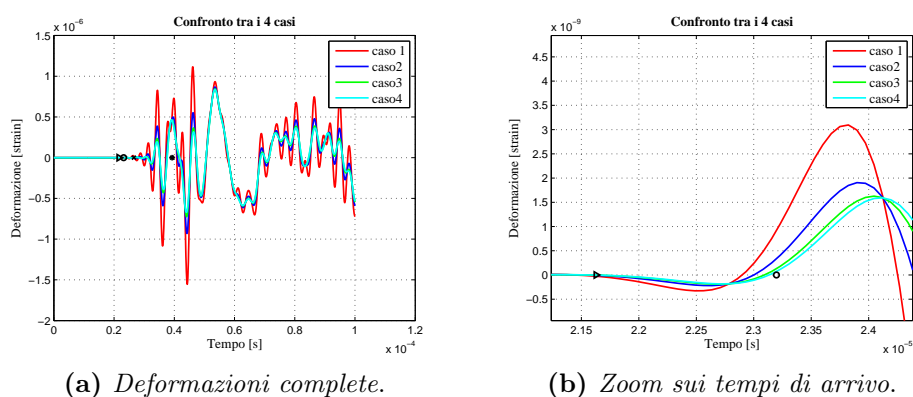 Confronto tra i 4 casi
x 10⁻⁶
1.5
1
0.5
0
−0.5
−1
−1.5
−2
Deformazione [strain]
0
0.2
0.4
0.6
0.8
1
1.2
x 10⁻⁴
Tempo [s]
caso 1
caso2
caso3
caso4
(a) Deformazioni complete.
Confronto tra i 4 casi
x 10⁻⁹
4.5
4
3.5
3
2.5
2
1.5
1
0.5
0
−0.5
Deformazione [strain]
2.15
2.2
2.25
2.3
2.35
2.4
x 10⁻⁵
Tempo [s]
caso 1
caso2
caso3
caso4
(b) Zoom sui tempi di arrivo.